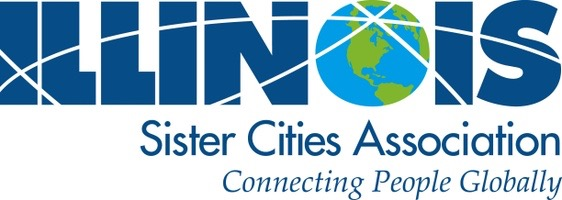 ILLINOIS
Sister Cities Association
Connecting People Globally